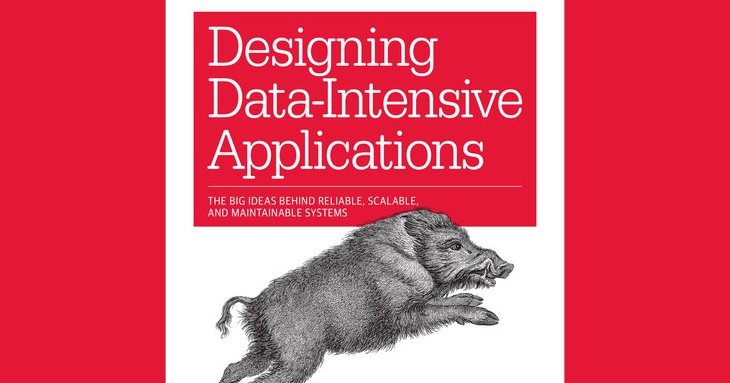 Designing
Data-Intensive
Applications
THE BIG IDEAS BEHIND RELIABLE, SCALABLE,
AND MAINTAINABLE SYSTEMS